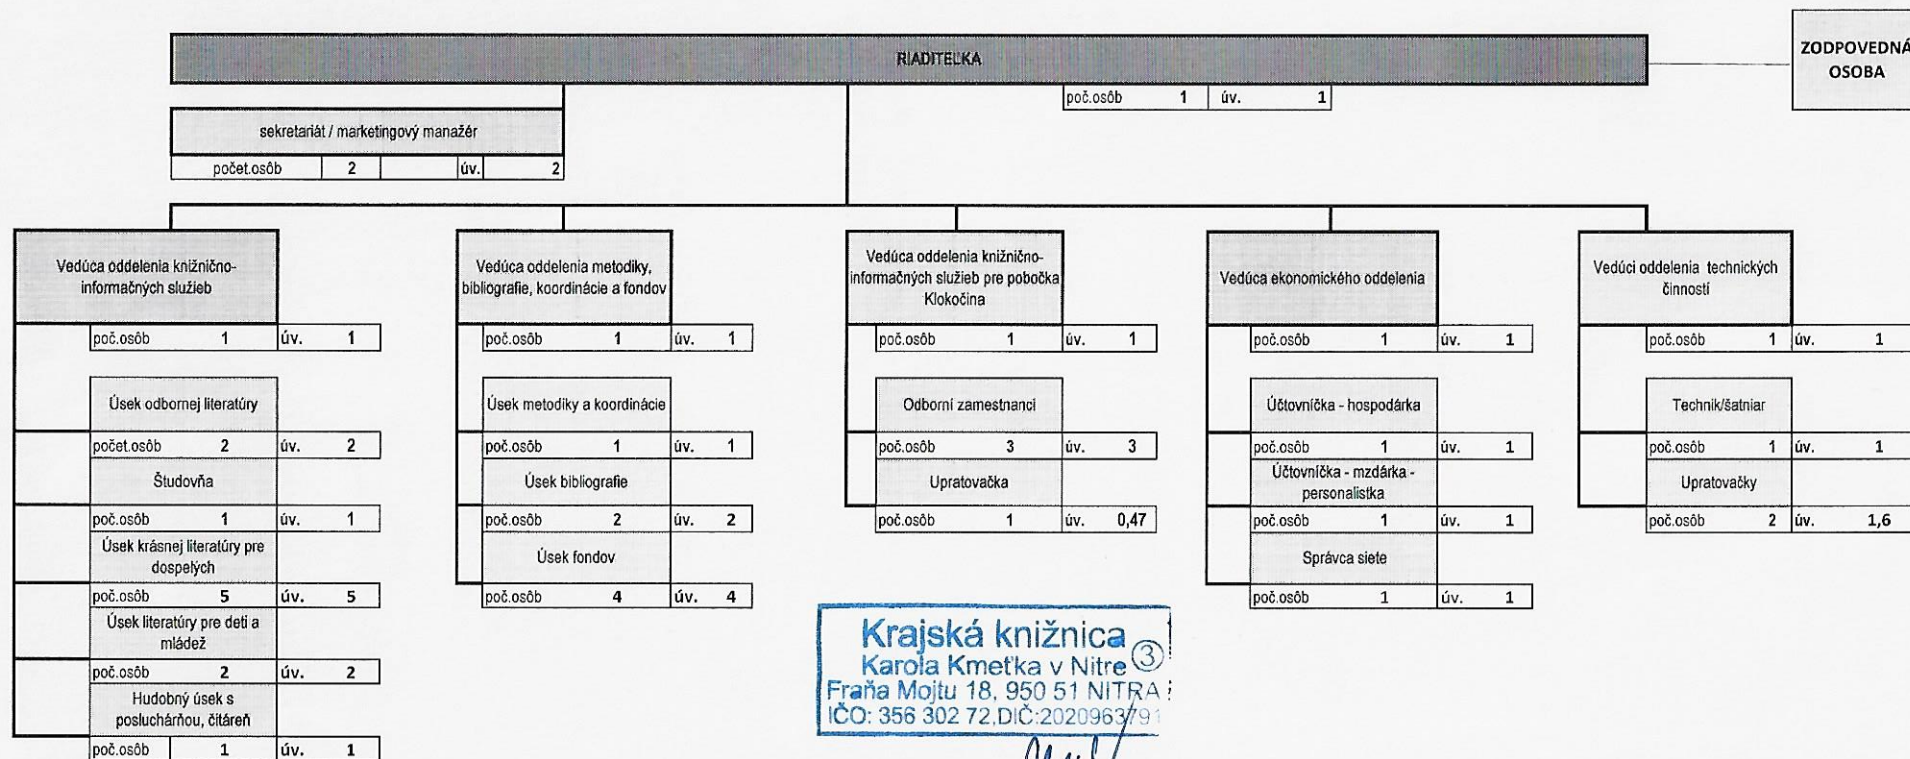 RIADITEĽKA
ZODPOVEDNÁ
OSOBA
poč.osôb 1 úv. 1
sekretariát / marketingový manažér
počet.osôb 2 úv. 2
Vedúca oddelenia knižnično-
informačných služieb
poč.osôb 1 úv. 1
Úsek odbornej literatúry
počet.osôb 2 úv. 2
Študovňa
poč.osôb 1 úv. 1
Úsek krásnej literatúry pre
dospelých
poč.osôb 5 úv. 5
Úsek literatúry pre deti a
mládež
poč.osôb 2 úv. 2
Hudobný úsek s
posluchárňou, čitáreň
poč.osôb 1 úv. 1
Vedúca oddelenia metodiky,
bibliografie, koordinácie a fondov
poč.osôb 1 úv. 1
Úsek metodiky a koordinácie
poč.osôb 1 úv. 1
Úsek bibliografie
poč.osôb 2 úv. 2
Úsek fondov
poč.osôb 4 úv. 4
Vedúca oddelenia knižnično-
informačných služieb pre pobočka
Klokočina
poč.osôb 1 úv. 1
Odborní zamestnanci
poč.osôb 3 úv. 3
Upratovačka
poč.osôb 1 úv. 0,47
Vedúca ekonomického oddelenia
poč.osôb 1 úv. 1
Účtovníčka - hospodárka
poč.osôb 1 úv. 1
Účtovníčka - mzdárka -
personalistka
poč.osôb 1 úv. 1
Správca siete
poč.osôb 1 úv. 1
Vedúci oddelenia technických
činností
poč.osôb 1 úv. 1
Technik/šatniar
poč.osôb 1 úv. 1
Upratovačky
poč.osôb 2 úv. 1,6
Krajská knižnica
Karola Kmeťka v Nitre 3
Fraňa Mojtu 18, 950 51 NITRA
IČO: 356 302 72,DIČ:2020963791